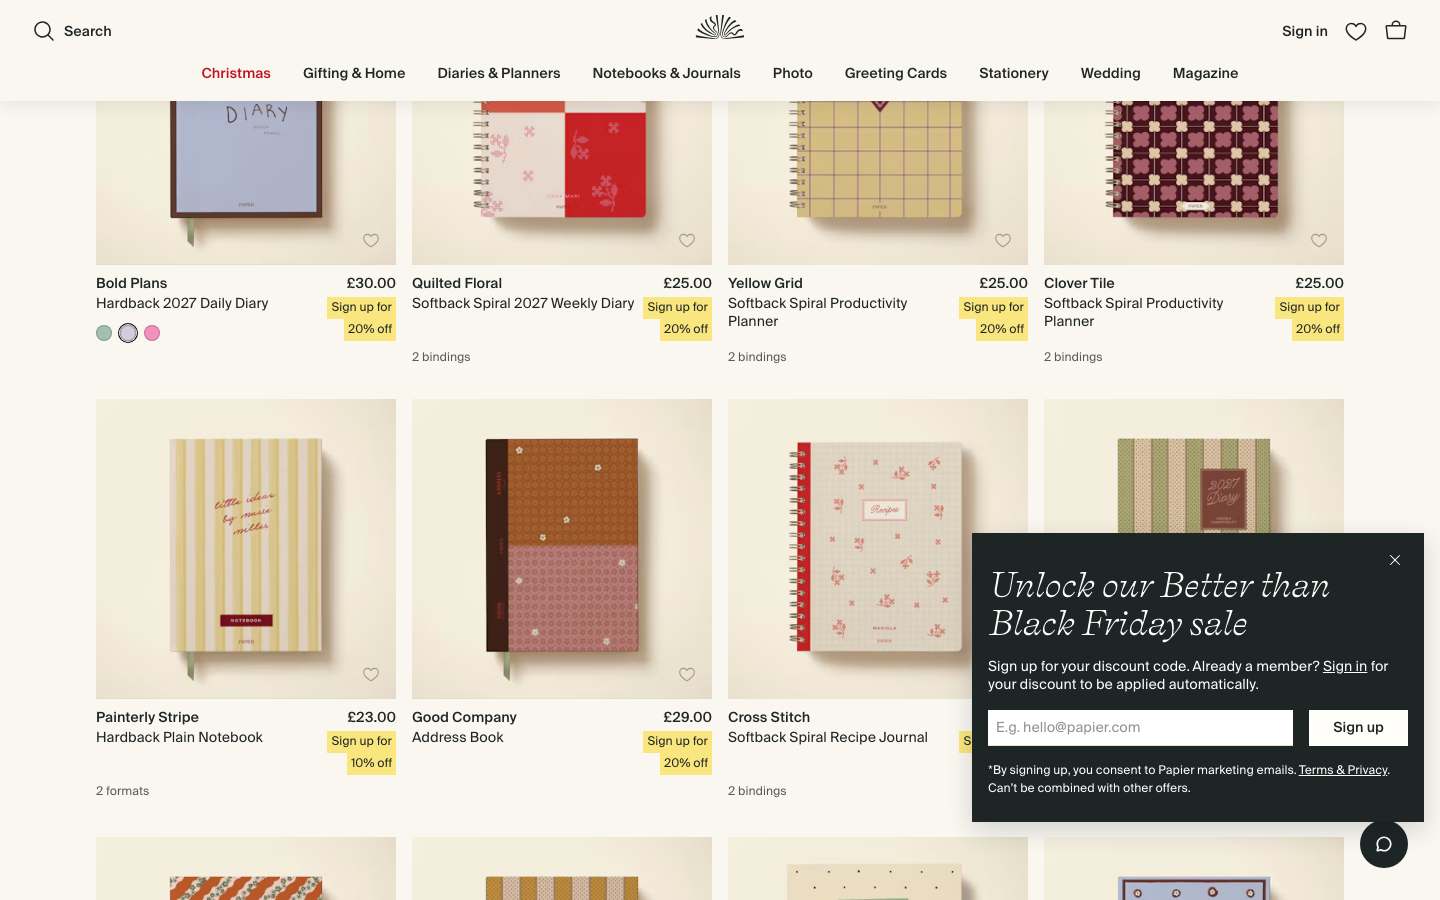 Search
Sign in
Christmas
Gifting & Home
Diaries & Planners
Notebooks & Journals
Photo
Greeting Cards
Stationery
Wedding
Magazine
DIARY
PAPIER
PAPIER
PAPIER
Bold Plans
£30.00
Hardback 2027 Daily Diary
Sign up for
20% off
Quilted Floral
£25.00
Softback Spiral 2027 Weekly Diary
Sign up for
20% off
2 bindings
Yellow Grid
£25.00
Softback Spiral Productivity
Planner
Sign up for
20% off
2 bindings
Clover Tile
£25.00
Softback Spiral Productivity
Planner
Sign up for
20% off
2 bindings
little ideas
by marie
miller
NOTEBOOK
PAPIER
Recipes
PAPIER
2027
Diary
Painterly Stripe
£23.00
Hardback Plain Notebook
Sign up for
10% off
2 formats
Good Company
£29.00
Address Book
Sign up for
20% off
Cross Stitch
Softback Spiral Recipe Journal
2 bindings
Unlock our Better than
Black Friday sale
Sign up for your discount code. Already a member? Sign in for
your discount to be applied automatically.
E.g. hello@papier.com
Sign up
*By signing up, you consent to Papier marketing emails. Terms & Privacy.
Can't be combined with other offers.